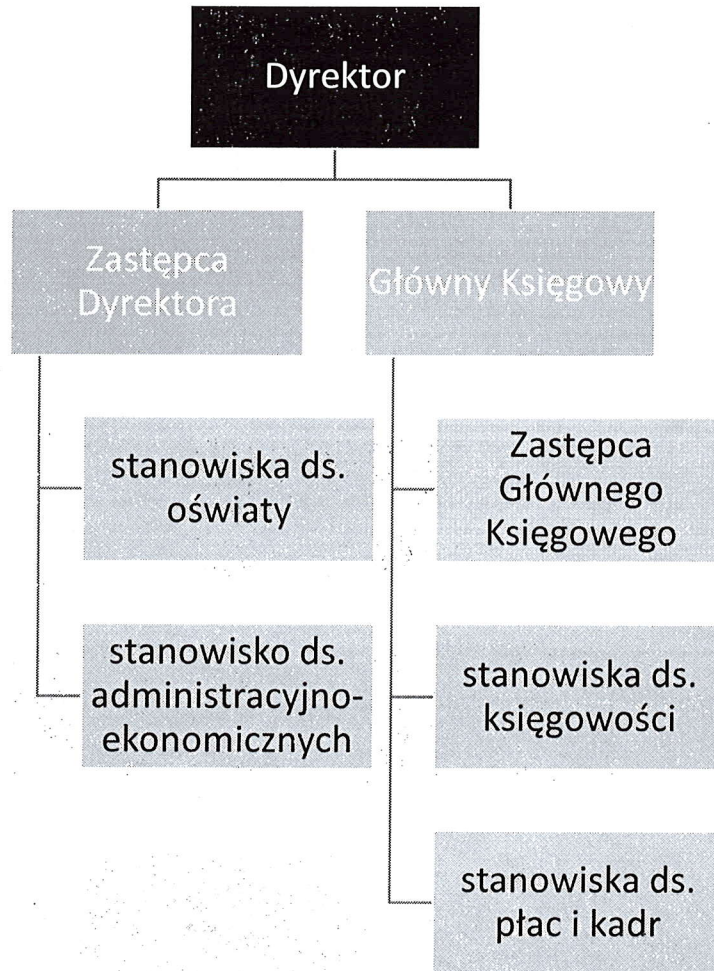 Dyrektor
Zastępca
Dyrektora
Główny Księgowy
stanowiska ds.
oświaty
stanowisko ds.
administracyjno-
ekonomicznych
Zastępca
Głównego
Księgowego
stanowiska ds.
księgowości
stanowiska ds.
płac i kadr